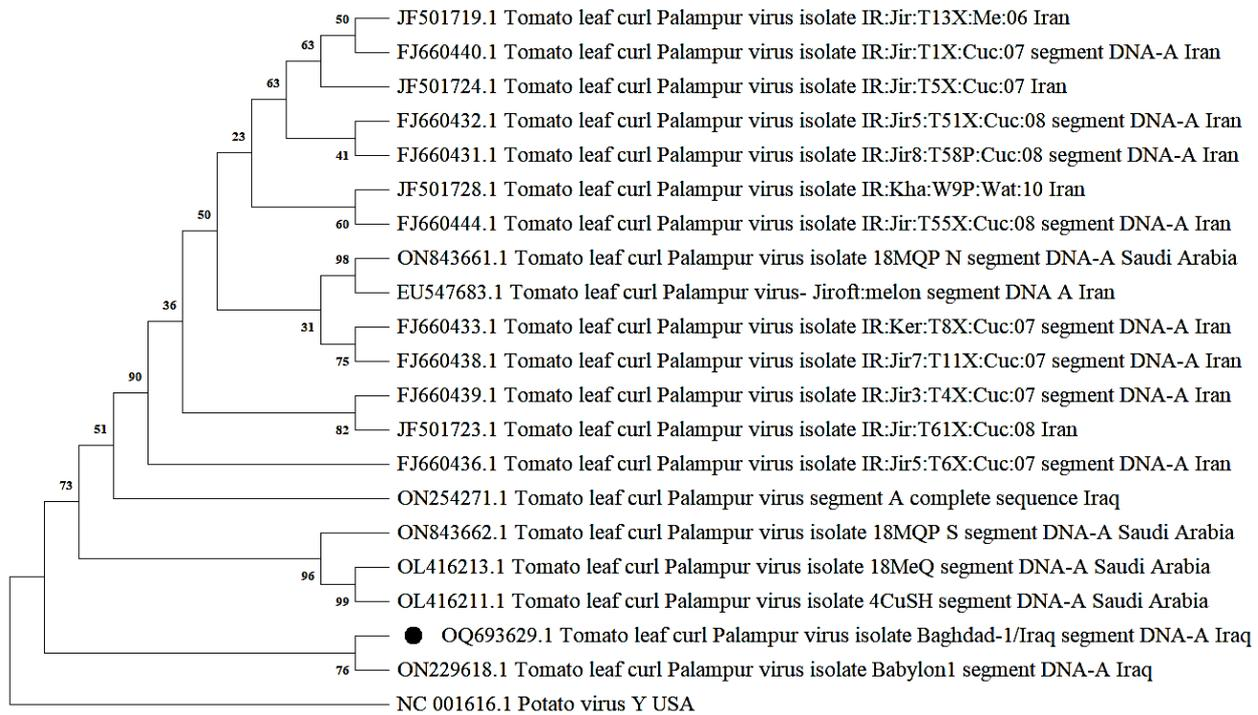 50 JF501719.1 Tomato leaf curl Palampur virus isolate IR:Jir:T13X:Me:06 Iran
63 FJ660440.1 Tomato leaf curl Palampur virus isolate IR:Jir:T1X:Cuc:07 segment DNA-A Iran
63 JF501724.1 Tomato leaf curl Palampur virus isolate IR:Jir:T5X:Cuc:07 Iran
FJ660432.1 Tomato leaf curl Palampur virus isolate IR:Jir5:T51X:Cuc:08 segment DNA-A Iran
23 41 FJ660431.1 Tomato leaf curl Palampur virus isolate IR:Jir8:T58P:Cuc:08 segment DNA-A Iran
JF501728.1 Tomato leaf curl Palampur virus isolate IR:Kha:W9P:Wat:10 Iran
50 60 FJ660444.1 Tomato leaf curl Palampur virus isolate IR:Jir:T55X:Cuc:08 segment DNA-A Iran
98 ON843661.1 Tomato leaf curl Palampur virus isolate 18MQP N segment DNA-A Saudi Arabia
EU547683.1 Tomato leaf curl Palampur virus- Jiroft:melon segment DNA A Iran
36 31 FJ660433.1 Tomato leaf curl Palampur virus isolate IR:Ker:T8X:Cuc:07 segment DNA-A Iran
75 FJ660438.1 Tomato leaf curl Palampur virus isolate IR:Jir7:T11X:Cuc:07 segment DNA-A Iran
90 FJ660439.1 Tomato leaf curl Palampur virus isolate IR:Jir3:T4X:Cuc:07 segment DNA-A Iran
51 82 JF501723.1 Tomato leaf curl Palampur virus isolate IR:Jir:T61X:Cuc:08 Iran
FJ660436.1 Tomato leaf curl Palampur virus isolate IR:Jir5:T6X:Cuc:07 segment DNA-A Iran
73 ON254271.1 Tomato leaf curl Palampur virus segment A complete sequence Iraq
ON843662.1 Tomato leaf curl Palampur virus isolate 18MQP S segment DNA-A Saudi Arabia
96 OL416213.1 Tomato leaf curl Palampur virus isolate 18MeQ segment DNA-A Saudi Arabia
99 OL416211.1 Tomato leaf curl Palampur virus isolate 4CuSH segment DNA-A Saudi Arabia
OQ693629.1 Tomato leaf curl Palampur virus isolate Baghdad-1/Iraq segment DNA-A Iraq
76 ON229618.1 Tomato leaf curl Palampur virus isolate Babylon1 segment DNA-A Iraq
NC 001616.1 Potato virus Y USA